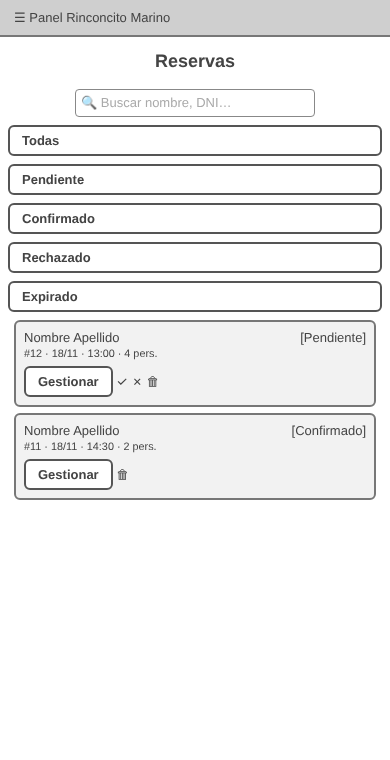 ☰ Panel Rinconcito Marino
Reservas
🔍 Buscar nombre, DNI…
Todas
Pendiente
Confirmado
Rechazado
Expirado
Nombre Apellido [Pendiente]
#12 · 18/11 · 13:00 · 4 pers.
Gestionar ✓ × 🗑
Nombre Apellido [Confirmado]
#11 · 18/11 · 14:30 · 2 pers.
Gestionar 🗑